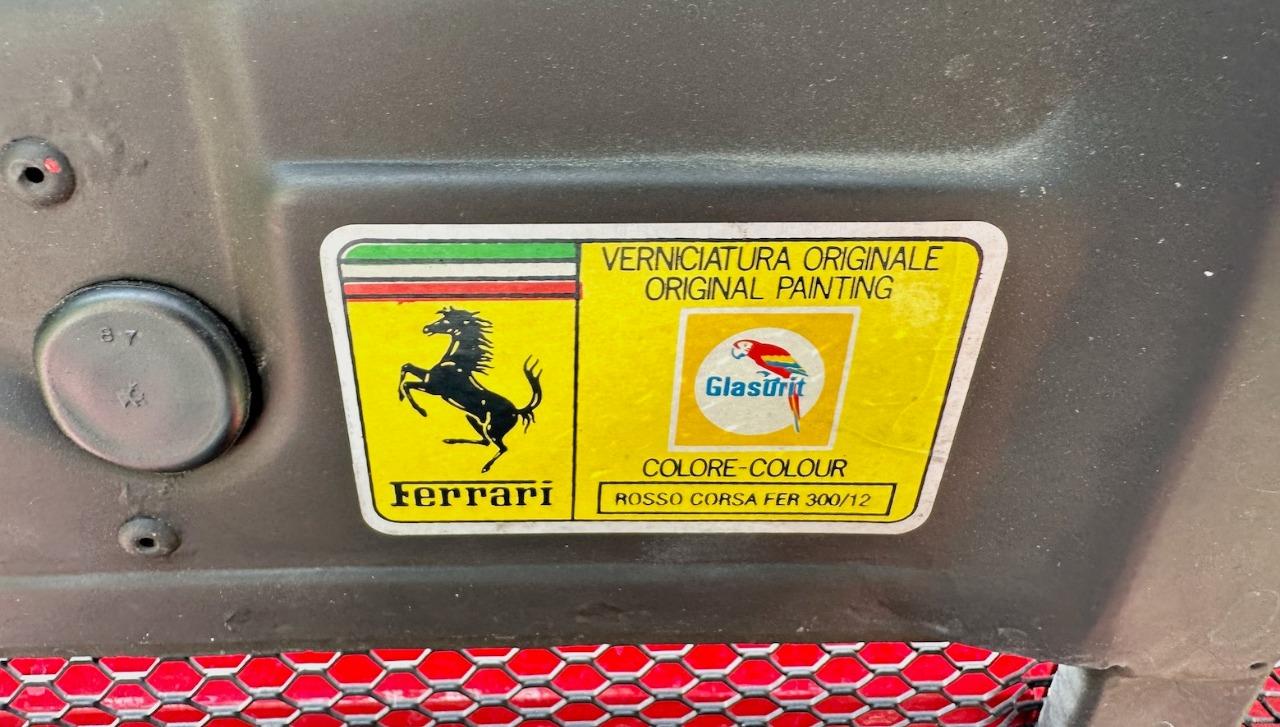 VERNICIATURA ORIGINALE
ORIGINAL PAINTING
Glasurit
COLORE-COLOUR
ROSSO CORSA FER 300/12
Ferrari
87